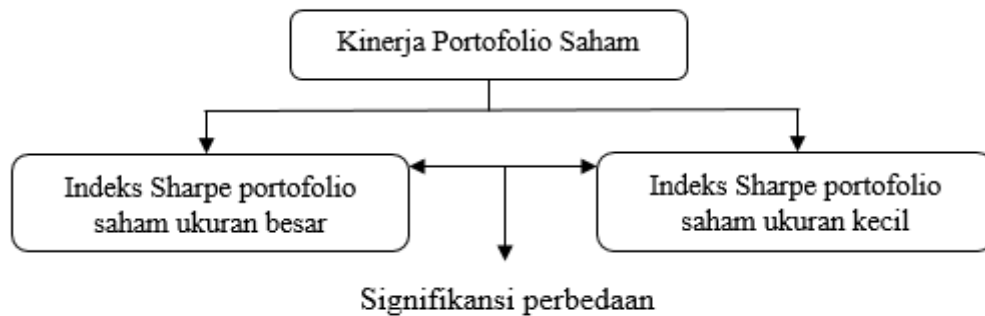 Kinerja Portofolio Saham
Indeks Sharpe portofolio
saham ukuran besar
Indeks Sharpe portofolio
saham ukuran kecil
Signifikansi perbedaan